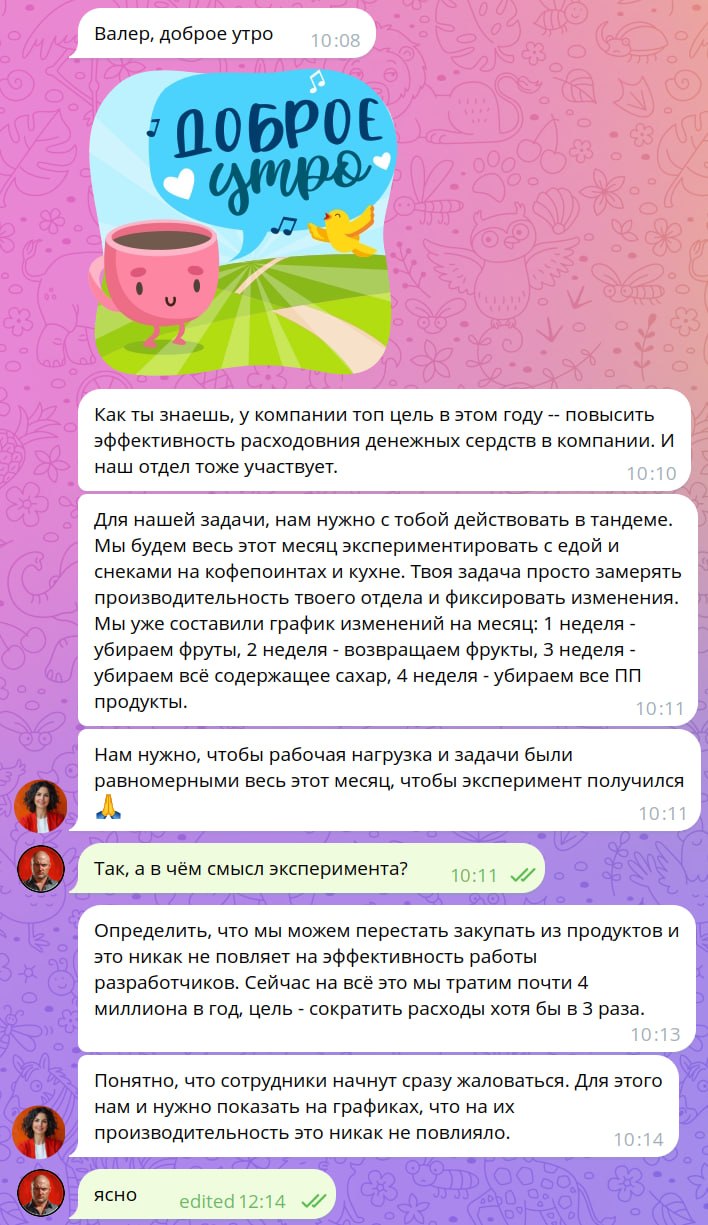 Валер, доброе утро 10:08
ДОБРОЕ
утро
Как ты знаешь, у компании топ цель в этом году -- повысить
эффективность расходовния денежных сердств в компании. И
наш отдел тоже участвует.
10:10
Для нашей задачи, нам нужно с тобой действовать в тандеме.
Мы будем весь этот месяц экспериментировать с едой и
снеками на кофепоинтах и кухне. Твоя задача просто замерять
производительность твоего отдела и фиксировать изменения.
Мы уже составили график изменений на месяц: 1 неделя -
убираем фруты, 2 неделя - возвращаем фрукты, 3 неделя -
убираем всё содержащее сахар, 4 неделя - убираем все ПП
продукты.
10:11
Нам нужно, чтобы рабочая нагрузка и задачи были
равномерными весь этот месяц, чтобы эксперимент получился
🙏 10:11
Так, а в чём смысл эксперимента? 10:11
Определить, что мы можем перестать закупать из продуктов и
это никак не повляет на эффективность работы
разработчиков. Сейчас на всё это мы тратим почти 4
миллиона в год, цель - сократить расходы хотя бы в 3 раза.
10:13
Понятно, что сотрудники начнут сразу жаловаться. Для этого
нам и нужно показать на графиках, что на их
производительность это никак не повлияло.
10:14
ясно edited 12:14